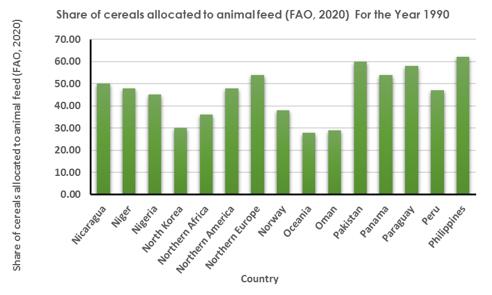 Share of cereals allocated to animal feed (FAO, 2020)  For the Year 1990
Share of cereals allocated to animal feed (FAO, 2020)
70.00
60.00
50.00
40.00
30.00
20.00
10.00
0.00
Nicaragua
Niger
Nigeria
North Korea
Northern Africa
Northern America
Northern Europe
Norway
Oceania
Oman
Pakistan
Panama
Paraguay
Peru
Philippines
Country